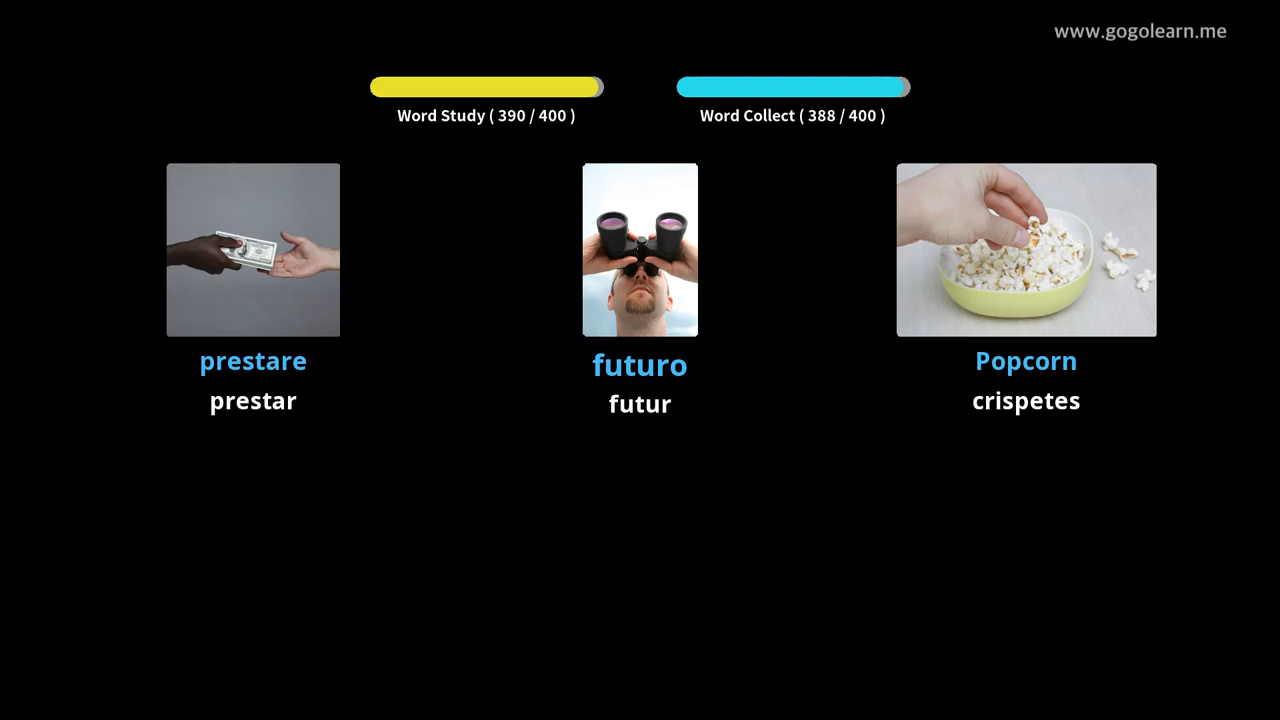 www.gogolearn.me
Word Study ( 390 / 400 )
Word Collect ( 388 / 400 )
prestare
prestar
futuro
futur
Popcorn
crispetes